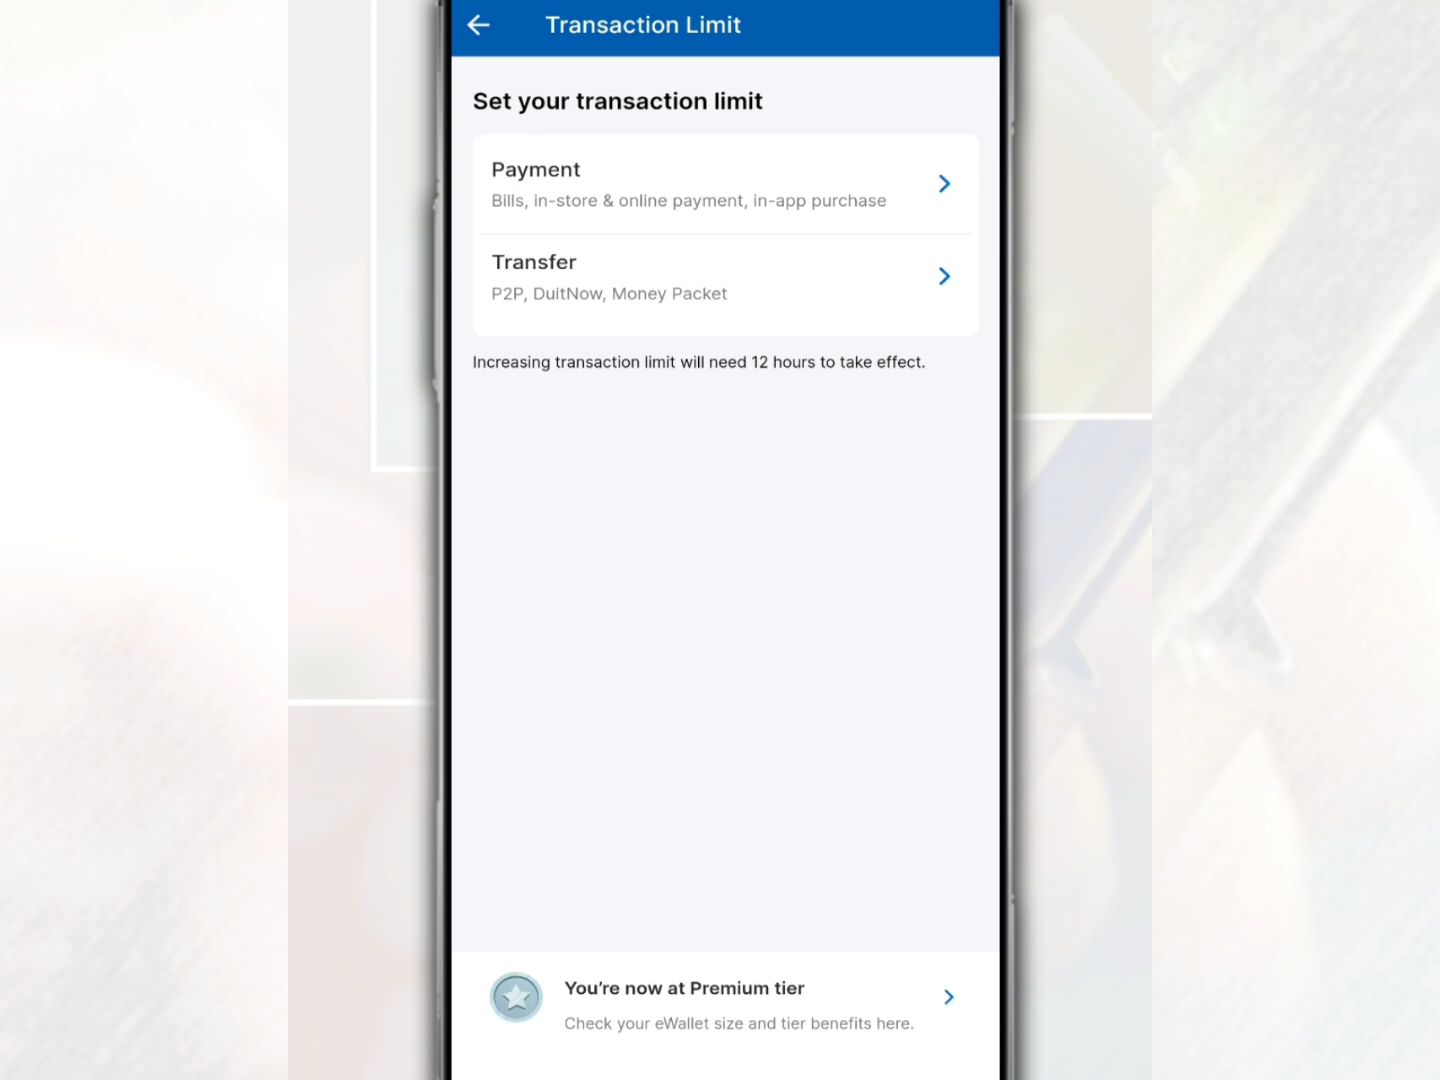 Transaction Limit
Set your transaction limit
Payment
Bills, in-store & online payment, in-app purchase
Transfer
P2P, DuitNow, Money Packet
Increasing transaction limit will need 12 hours to take effect.
You're now at Premium tier
Check your eWallet size and tier benefits here.